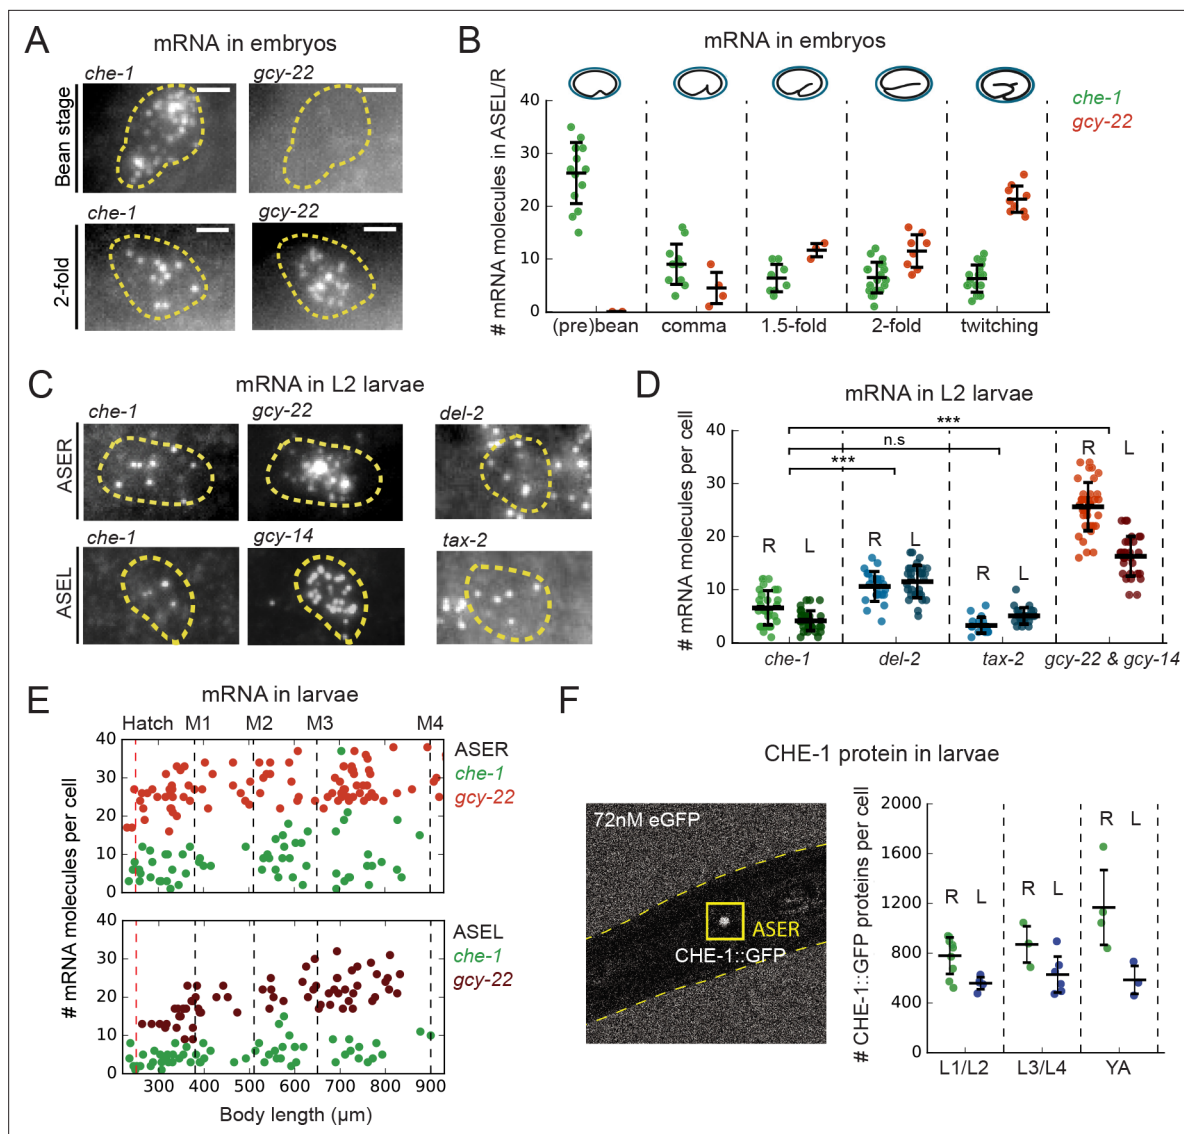 A
mRNA in embryos
che-1
gcy-22
Bean stage
che-1
gcy-22
2-fold
B
mRNA in embryos
che-1
gcy-22
# mRNA molecules in ASEL/R
40
30
20
10
0
(pre)bean
comma
1.5-fold
2-fold
twitching
C
mRNA in L2 larvae
che-1
gcy-22
del-2
ASER
che-1
gcy-14
tax-2
ASEL
D
mRNA in L2 larvae
***
n.s
***
R L
R L
R L
R L
# mRNA molecules per cell
40
30
20
10
0
che-1
del-2
tax-2
gcy-22 & gcy-14
E
mRNA in larvae
Hatch M1 M2 M3 M4
40
30
20
10
0
ASER
che-1
gcy-22
# mRNA molecules per cell
40
30
20
10
0
ASEL
che-1
gcy-22
300 400 500 600 700 800 900
Body length (µm)
F
CHE-1 protein in larvae
72nM eGFP
ASER
CHE-1::GFP
# CHE-1::GFP proteins per cell
2000
1600
1200
800
400
0
R L
R L
R L
L1/L2
L3/L4
YA